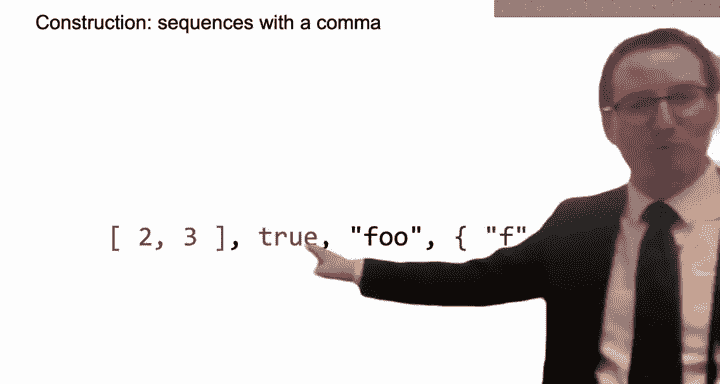 Construction: sequences with a comma
[ 2, 3 ], true, "foo", { "f"